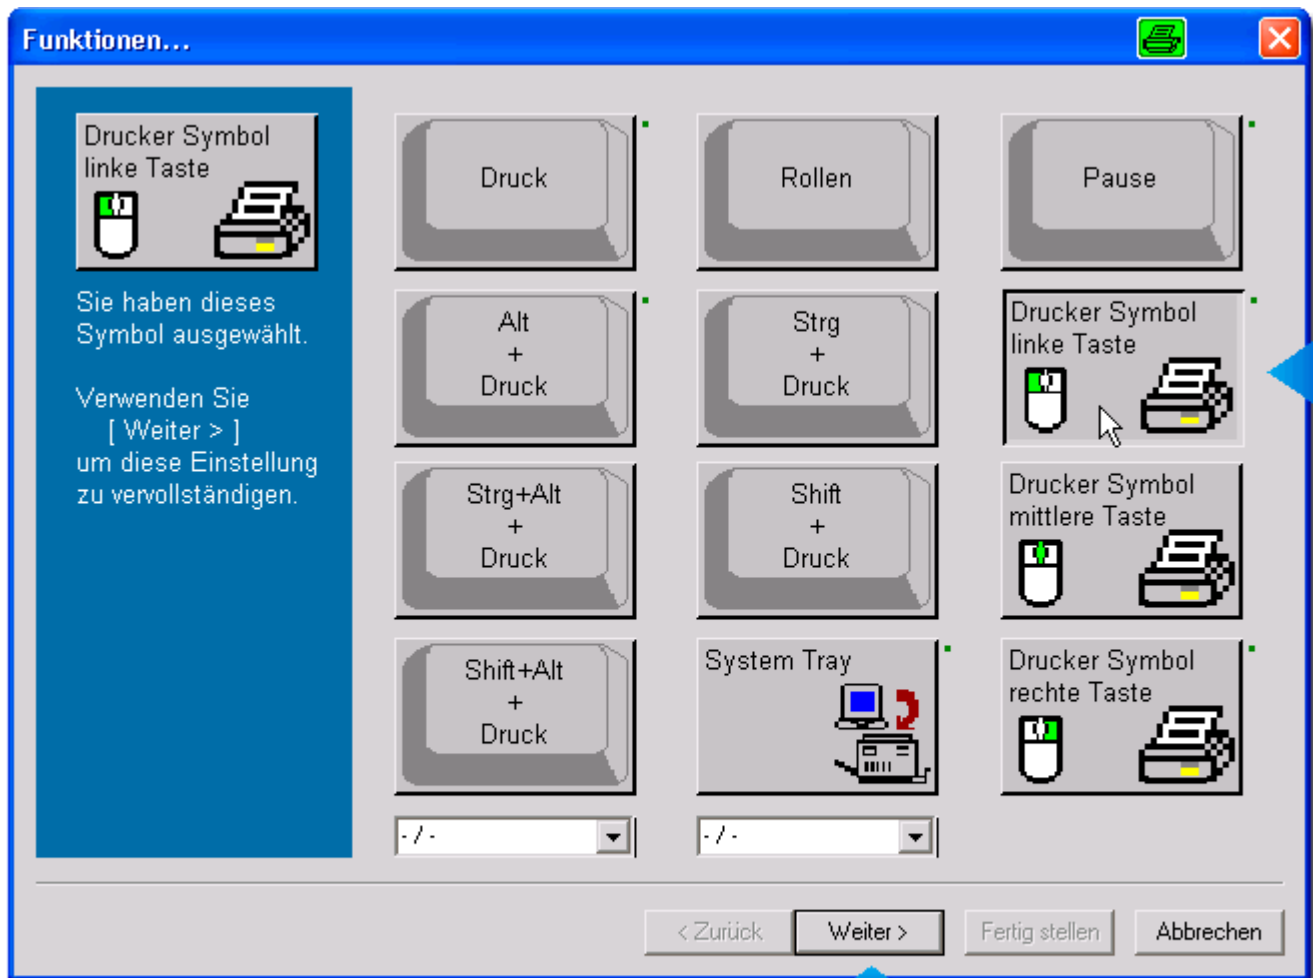 Funktionen...
Drucker Symbol
linke Taste
Sie haben dieses
Symbol ausgewählt.
Verwenden Sie
[ Weiter > ]
um diese Einstellung
zu vervollständigen.
Druck
Rollen
Pause
Alt
+
Druck
Strg
+
Druck
Drucker Symbol
linke Taste
Strg+Alt
+
Druck
Shift
+
Druck
Drucker Symbol
mittlere Taste
Shift+Alt
+
Druck
System Tray
Drucker Symbol
rechte Taste
- / -
- / -
< Zurück
Weiter >
Fertig stellen
Abbrechen